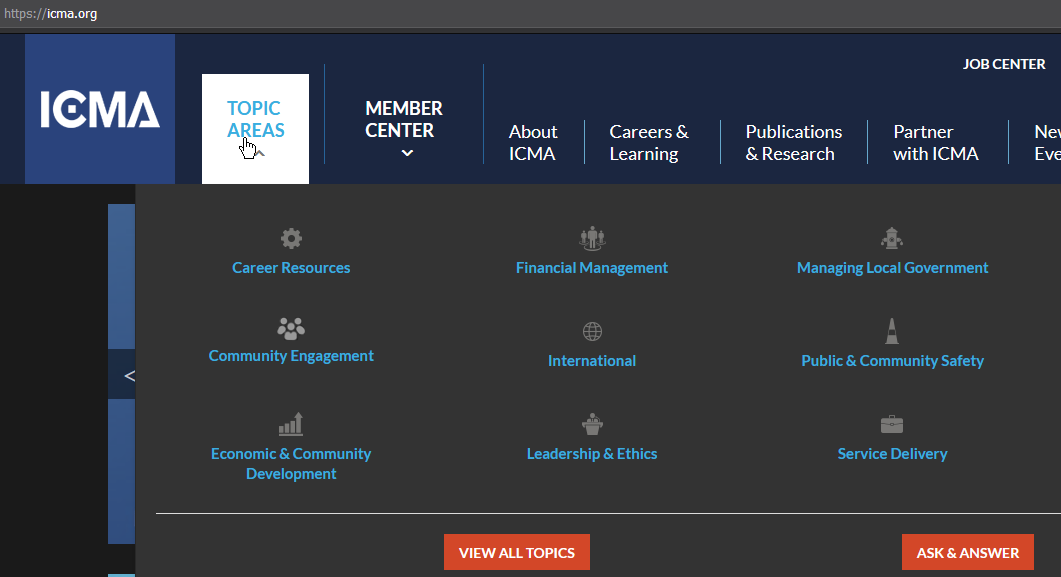 https://icma.org
JOB CENTER
ICMA
TOPIC
AREAS
MEMBER
CENTER
About
ICMA
Careers &
Learning
Publications
& Research
Partner
with ICMA
Career Resources
Financial Management
Managing Local Government
Community Engagement
International
Public & Community Safety
<
Economic & Community
Development
Leadership & Ethics
Service Delivery
VIEW ALL TOPICS
ASK & ANSWER